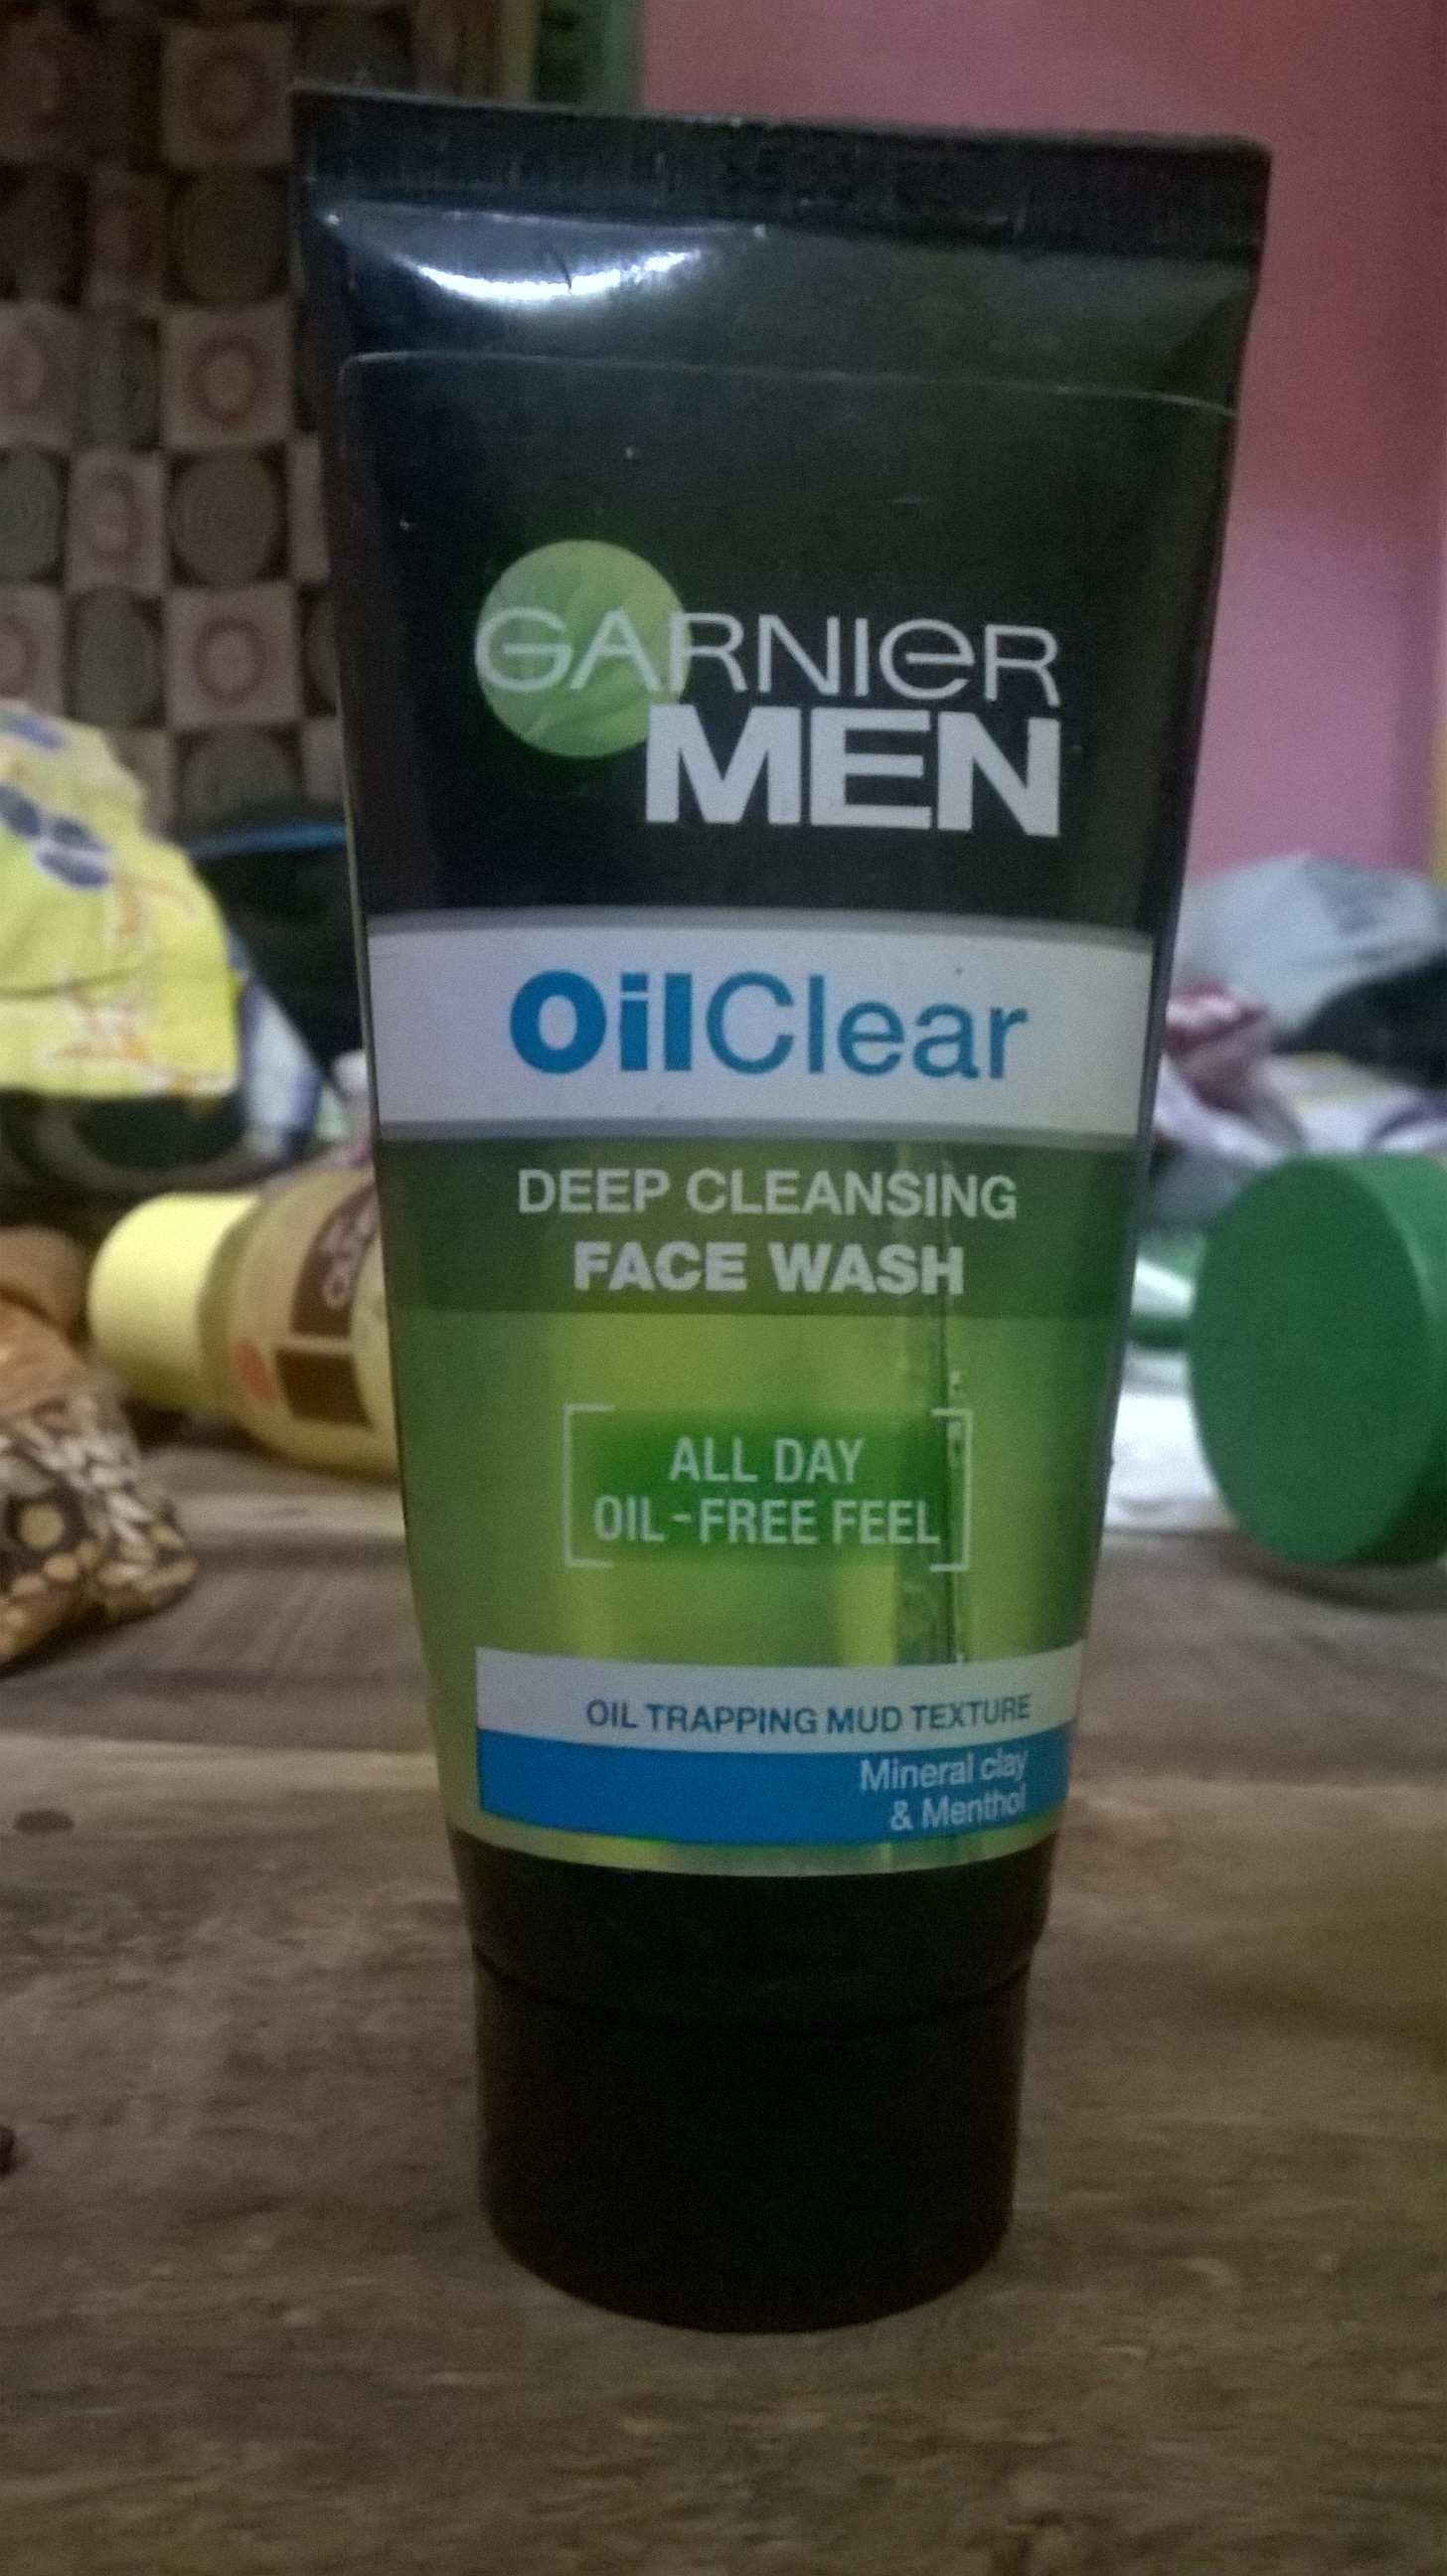 GARNIER
MEN
OilClear
DEEP CLEANSING
FACE WASH
ALL DAY
OIL-FREE FEEL
OIL TRAPPING MUD TEXTURE
Mineral clay
& Menthol